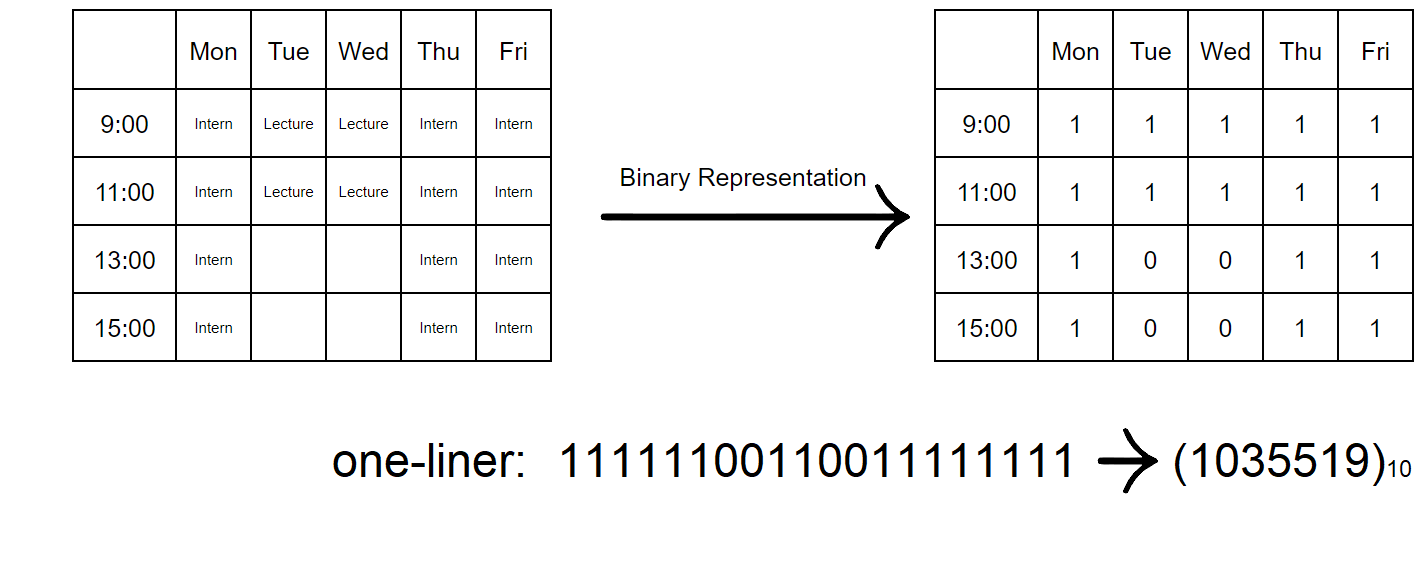 Mon Tue Wed Thu Fri
9:00 Intern Lecture Lecture Intern Intern
11:00 Intern Lecture Lecture Intern Intern
13:00 Intern Intern Intern
15:00 Intern Intern Intern
Binary Representation
Mon Tue Wed Thu Fri
9:00 1 1 1 1 1
11:00 1 1 1 1 1
13:00 1 0 0 1 1
15:00 1 0 0 1 1
one-liner: 11111100110011111111 (1035519)10